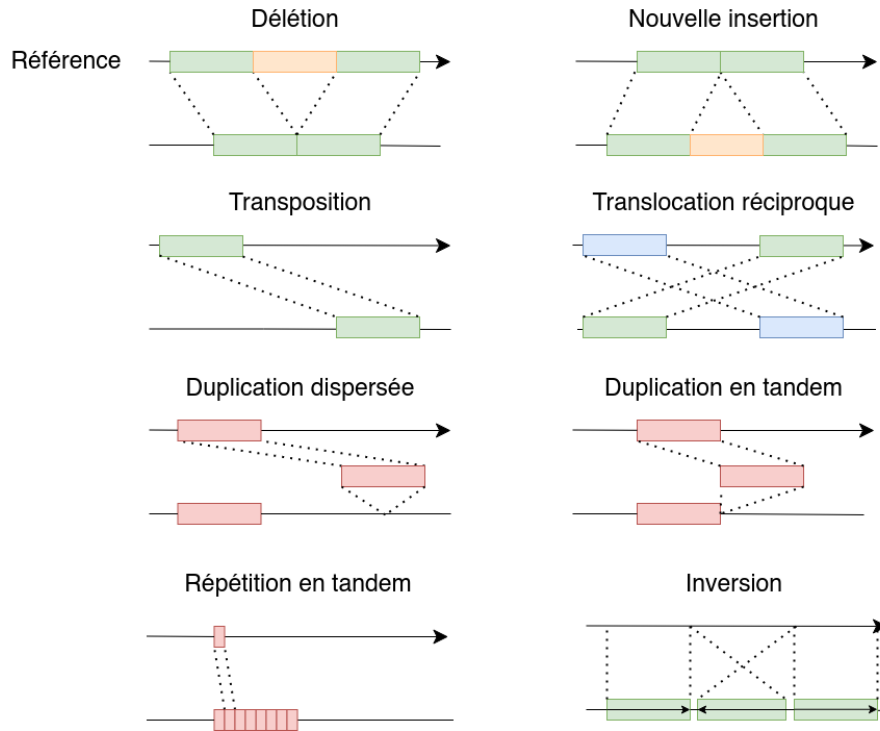 Délétion
Nouvelle insertion
Référence
Transposition
Translocation réciproque
Duplication dispersée
Duplication en tandem
Répétition en tandem
Inversion